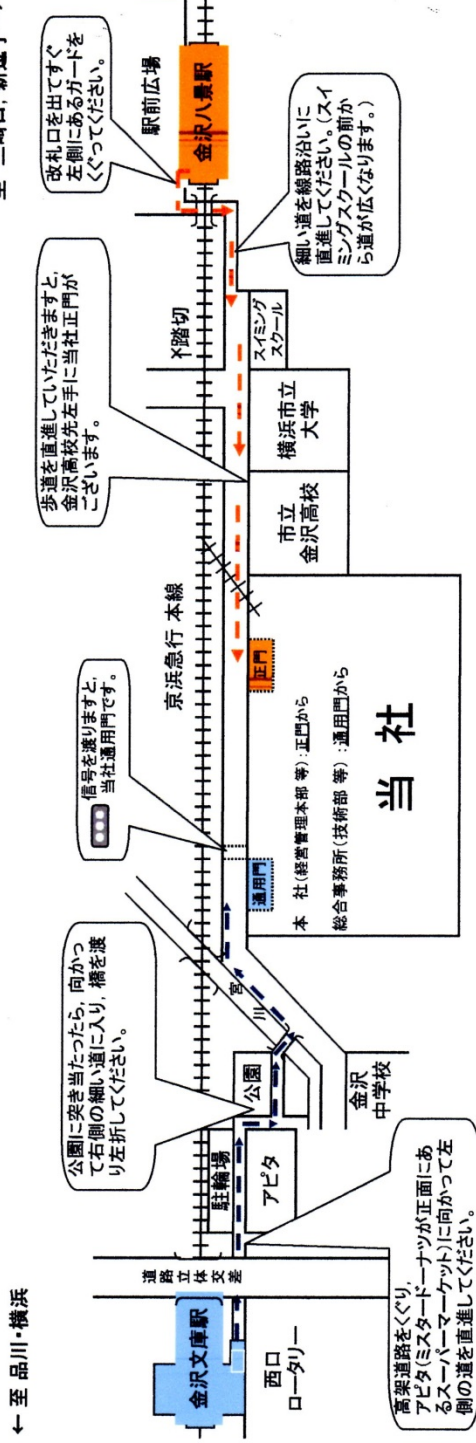 ← 至 品川・横浜
金沢文庫駅
西口
ロータリー
道路立体交差
駐輪場
アピタ
公園
宮
川
金沢
中学校
高架道路をくぐり、
アピタ(ミスタードーナツが正面にあ
るスーパーマーケット)に向かって左
側の道を直進してください。
公園に突き当たったら, 向かっ
て右側の細い道に入り, 橋を渡
り左折してください。
信号を渡りますと,
当社通用門です。
通用門
正門
本 社(経営管理本部 等):正門から
総合事務所(技術部 等):通用門から
当 社
京浜急行 本線
歩道を直進していただきますと,
金沢高校先左手に当社正門が
ございます。
市立
金沢高校
横浜市立
大学
スイミング
スクール
踏切
細い道を線路沿いに
直進してください。(スイ
ミングスクールの前か
ら道が広くなります。)
改札口を出てすぐ
左側にあるガードを
くぐってください。
駅前広場
金沢八景駅